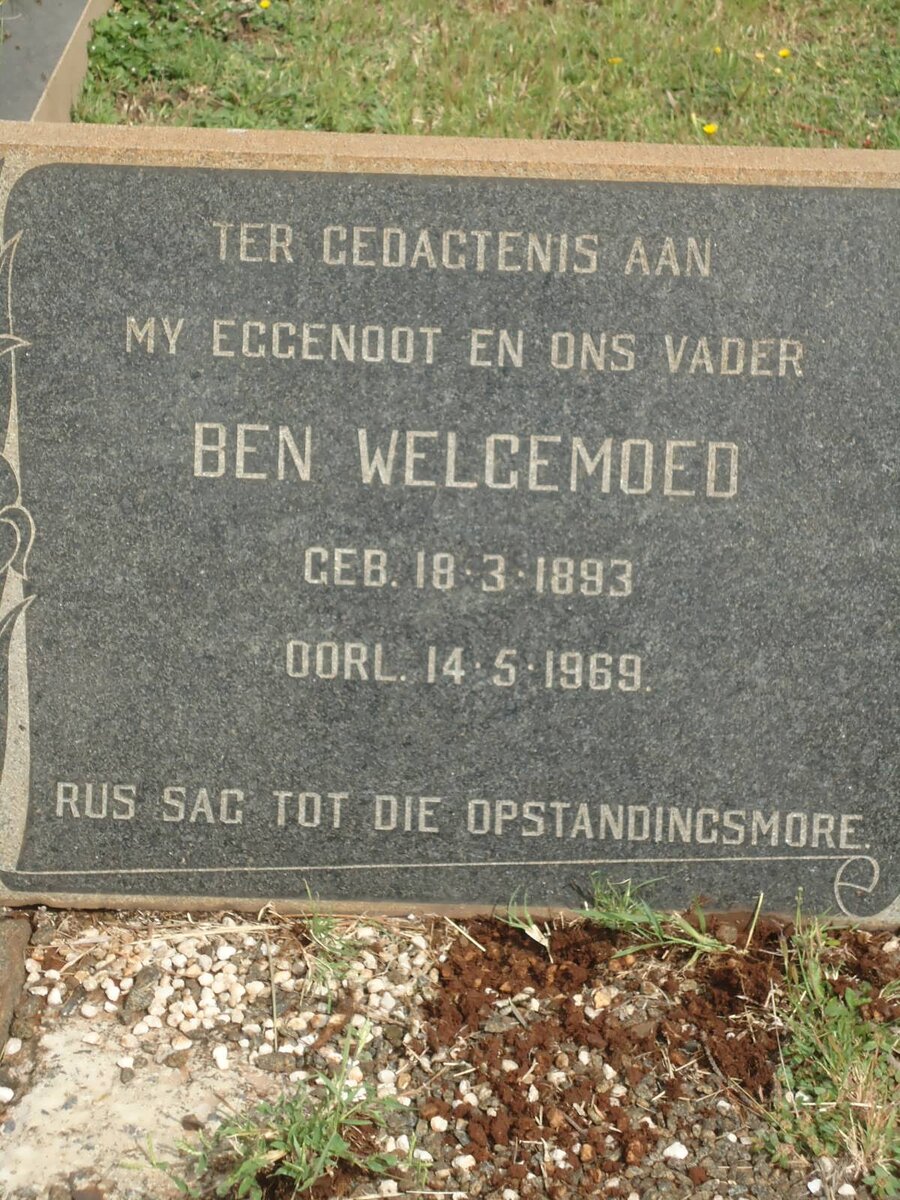 TER GEDAGTENIS AAN
MY EGGENOOT EN ONS VADER
BEN WELGEMOED
GEB. 18·3·1893
OORL. 14·5·1969.
RUS SAG TOT DIE OPSTANDINGSMORE.